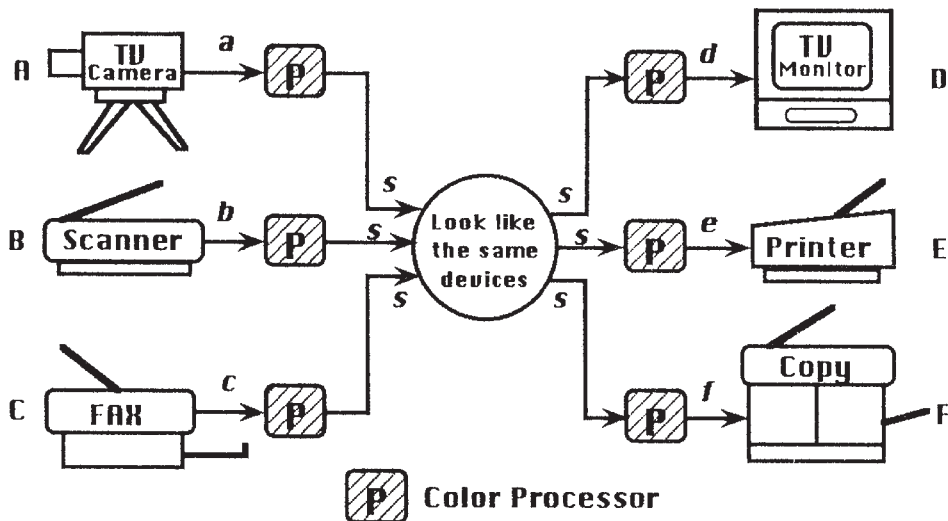 A
TV
Camera
a
P
s
B
Scanner
b
P
s
C
FAX
c
P
s
Look like
the same
devices
s
P
d
TV
Monitor
D
s
P
e
Printer
E
s
P
f
Copy
F
P Color Processor